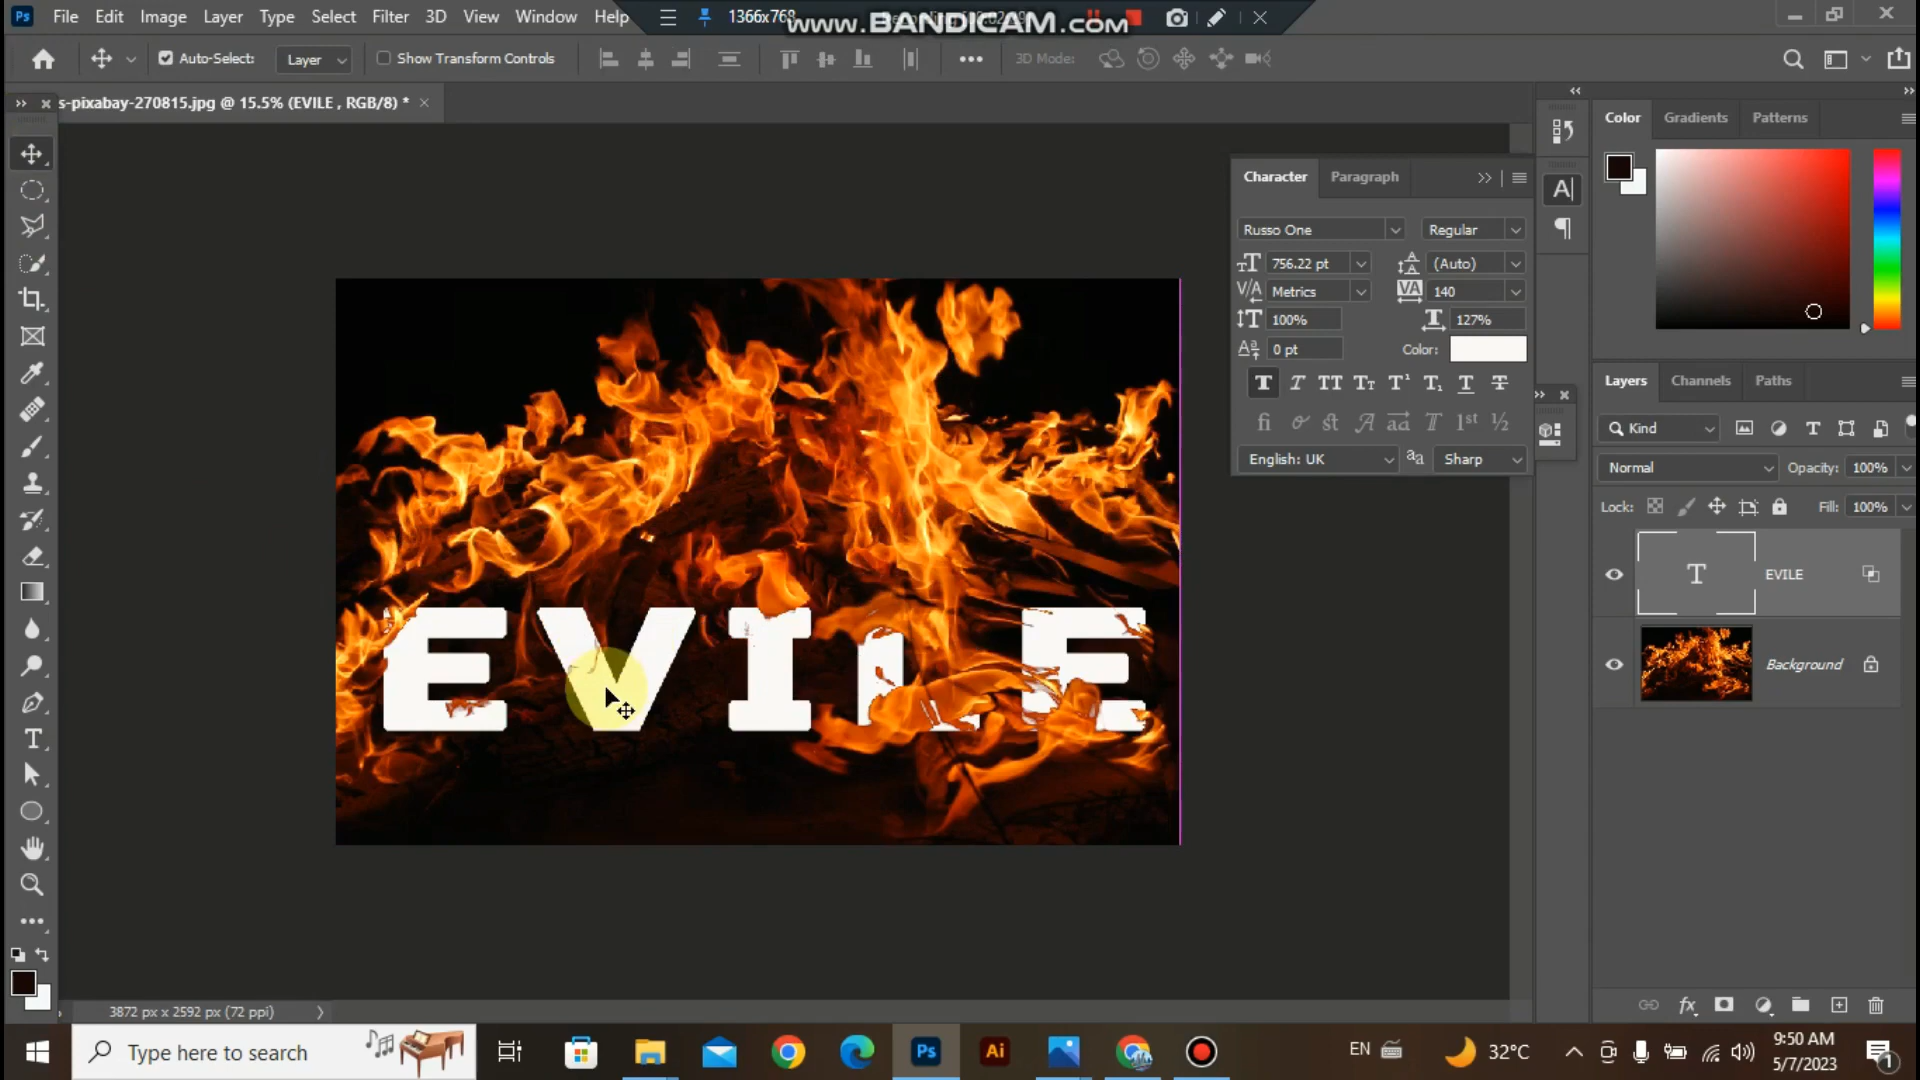 Ps File Edit Image Layer Type Select Filter 3D View Window Help 1366x768
www.BANDICAM.com
Auto-Select: Layer Show Transform Controls 3D Mode:
s-pixabay-270815.jpg @ 15.5% (EVILE , RGB/8) *
Color Gradients Patterns
Character Paragraph
Russo One Regular
756.22 pt (Auto)
Metrics 140
100% 127%
0 pt Color:
English: UK Sharp
Layers Channels Paths
Kind
Normal Opacity: 100%
Lock: Fill: 100%
EVILE
Background
EVILE
3872 px x 2592 px (72 ppi)
Type here to search
Ps Ai
EN 32°C
9:50 AM
5/7/2023
1